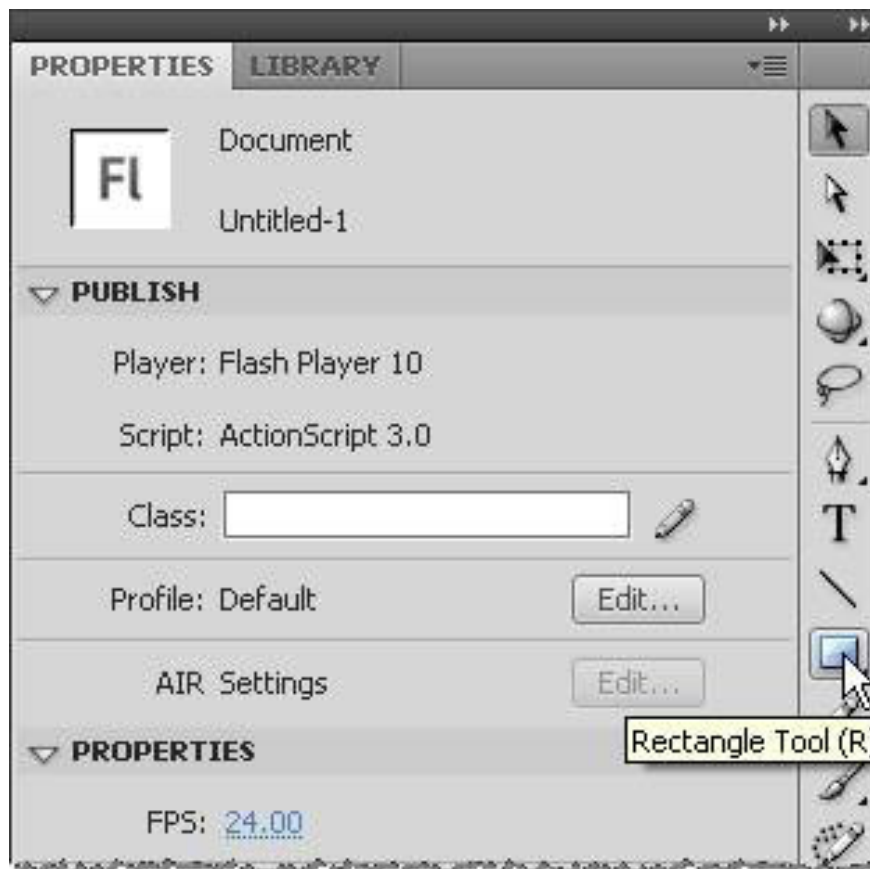 PROPERTIES LIBRARY
Fl
Document
Untitled-1
PUBLISH
Player: Flash Player 10
Script: ActionScript 3.0
Class:
T
Profile: Default Edit...
AIR Settings Edit...
Rectangle Tool (R
PROPERTIES
FPS: 24.00